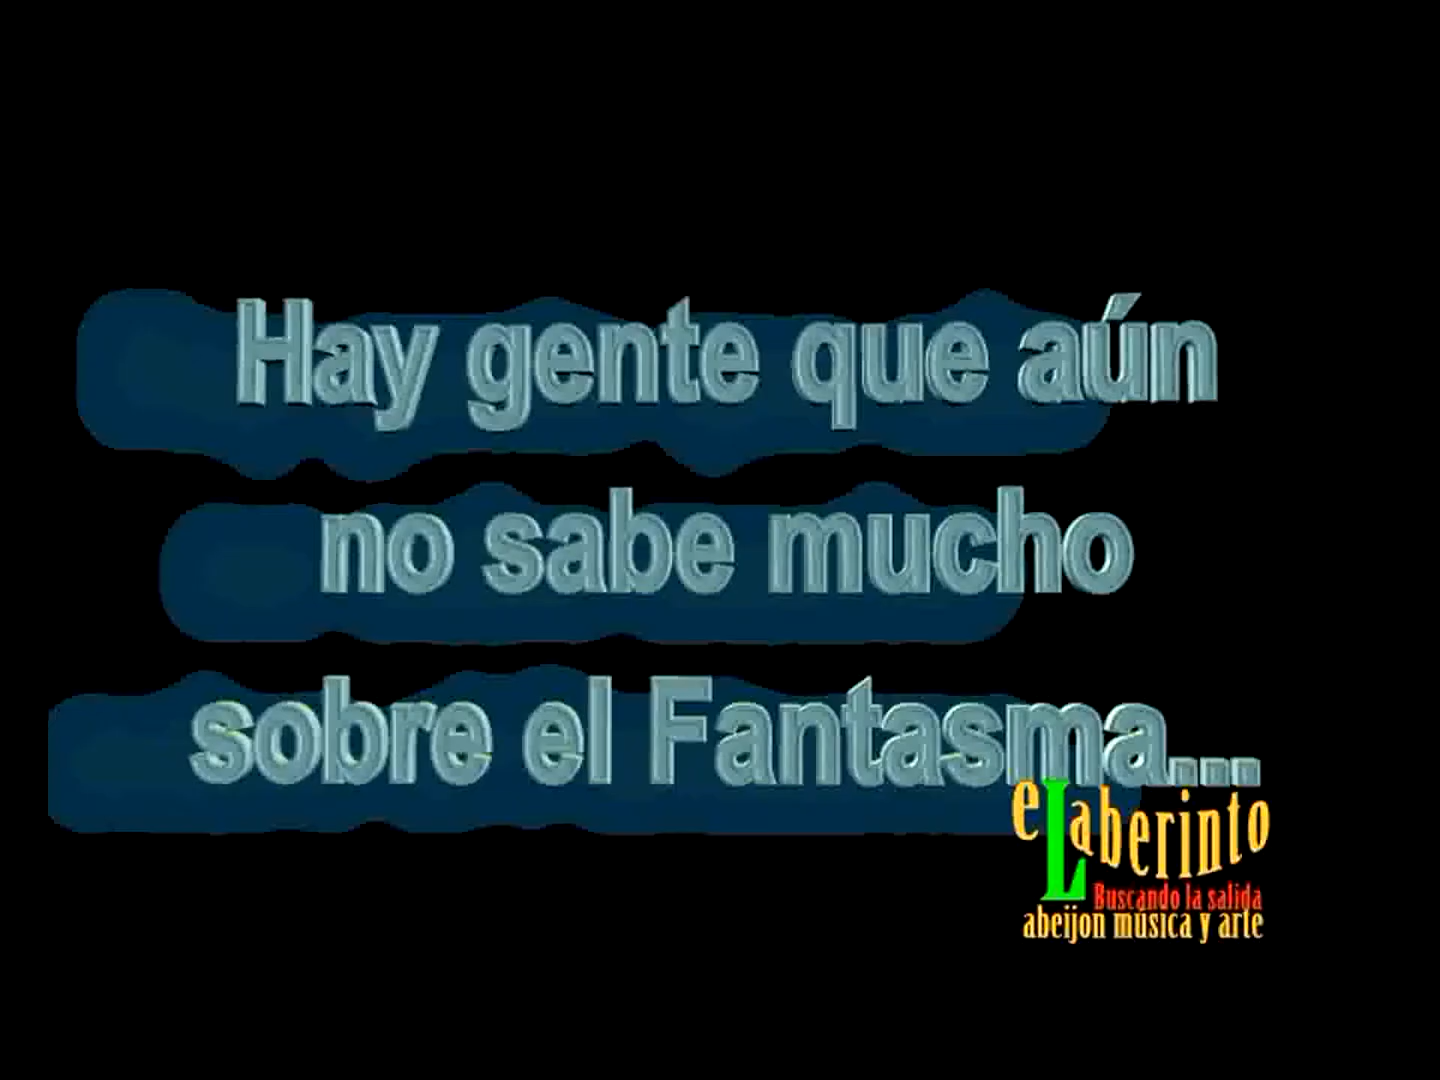 Hay gente que aún
no sabe mucho
sobre el Fantasma...
eLaberinto
Buscando la salida
abeijon música y arte